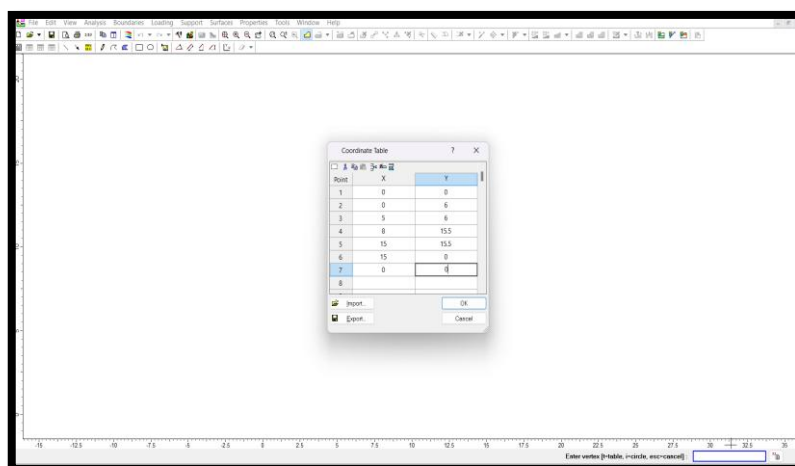 File Edit View Analysis Boundaries Loading Support Surfaces Properties Tools Window Help
Coordinate Table ? X
Point X Y
1 0 0
2 0 6
3 5 6
4 8 15.5
5 15 15.5
6 15 0
7 0 0
8
Import... OK
Export... Cancel
-15 -12.5 -10 -7.5 -5 -2.5 0 2.5 5 7.5 10 12.5 15 17.5 20 22.5 25 27.5 30 32.5 35
Enter vertex [t=table, i=circle, esc=cancel]: